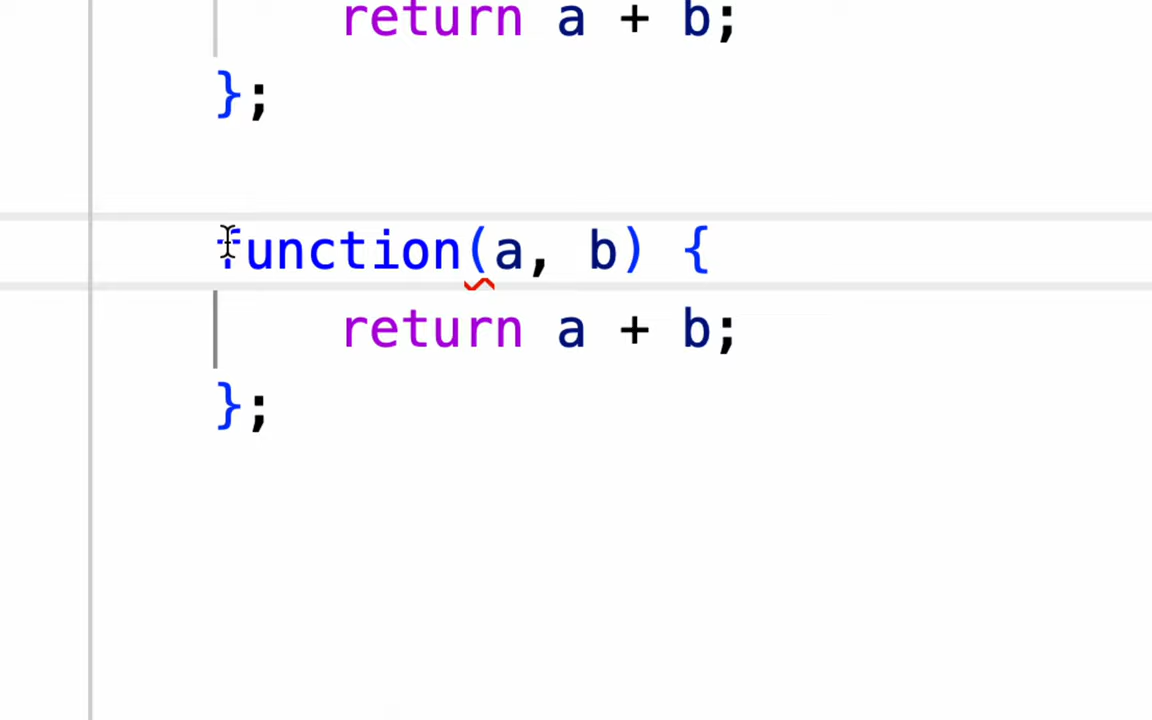 return a + b;
};
function(a, b) {
return a + b;
};